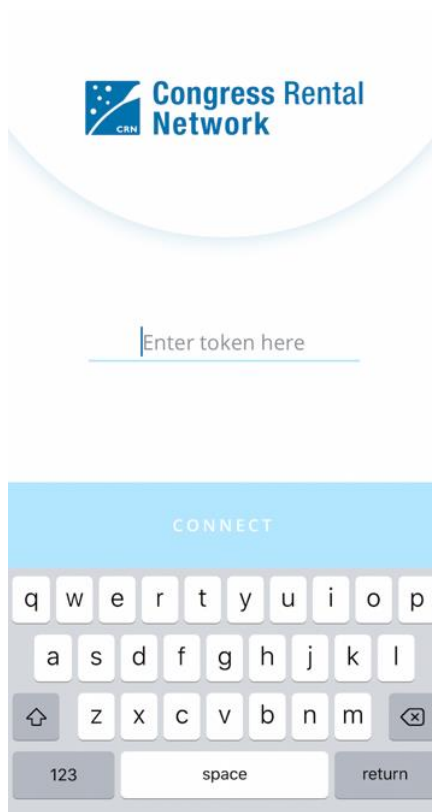 Congress Rental
Network
CRN
Enter token here
CONNECT
q w e r t y u i o p
a s d f g h j k l
z x c v b n m
123 space return